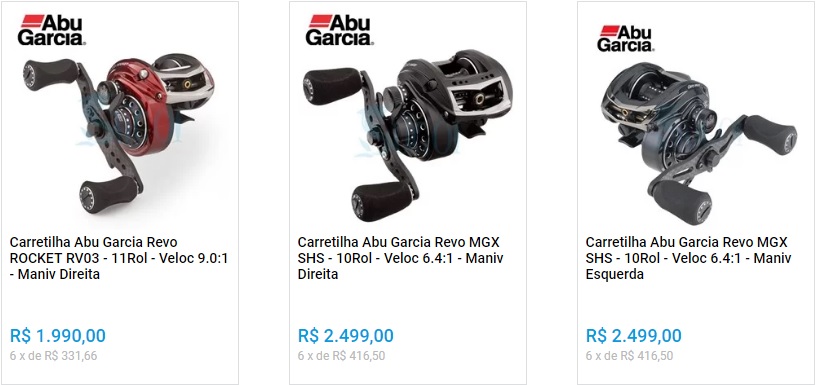 Abu
Garcia
Carretilha Abu Garcia Revo
ROCKET RV03 - 11Rol - Veloc 9.0:1
- Maniv Direita
R$ 1.990,00
6 x de R$ 331,66
Abu
Garcia
Carretilha Abu Garcia Revo MGX
SHS - 10Rol - Veloc 6.4:1 - Maniv
Direita
R$ 2.499,00
6 x de R$ 416,50
Abu
Garcia
Carretilha Abu Garcia Revo MGX
SHS - 10Rol - Veloc 6.4:1 - Maniv
Esquerda
R$ 2.499,00
6 x de R$ 416,50